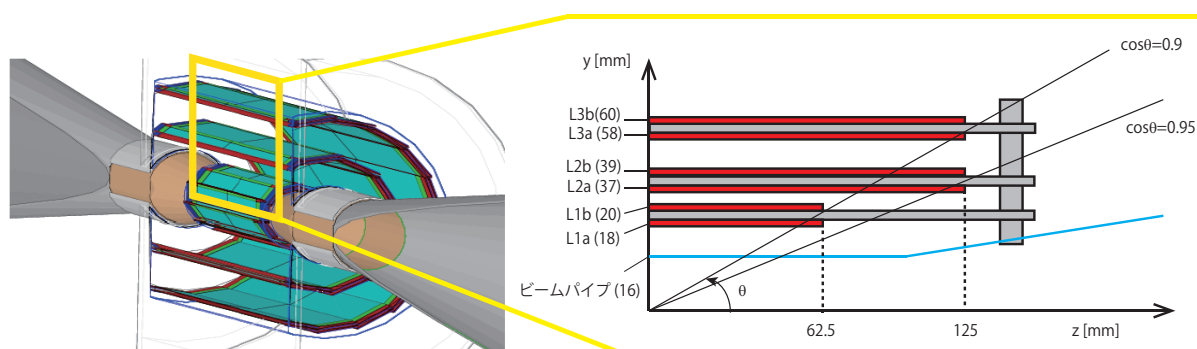 cosθ=0.9
y [mm]
cosθ=0.95
L3b(60)
L3a (58)
L2b (39)
L2a (37)
L1b (20)
L1a (18)
ビームパイプ (16)
θ
62.5
125
z [mm]